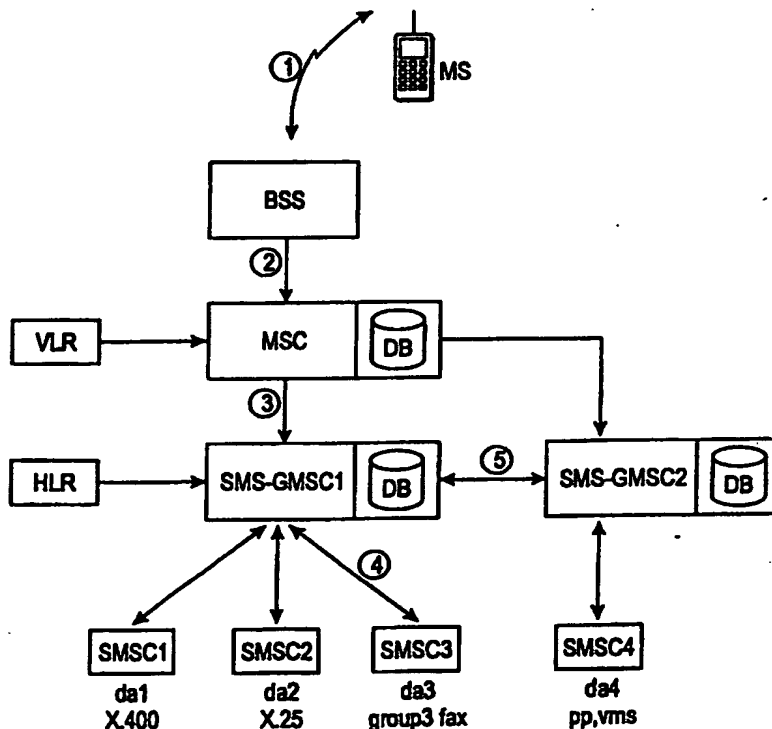 ①
MS
BSS
②
VLR
MSC
DB
③
HLR
SMS-GMSC1
DB
⑤
SMS-GMSC2
DB
④
SMSC1
SMSC2
SMSC3
SMSC4
da1
da2
da3
da4
X.400
X.25
group3 fax
pp,vms